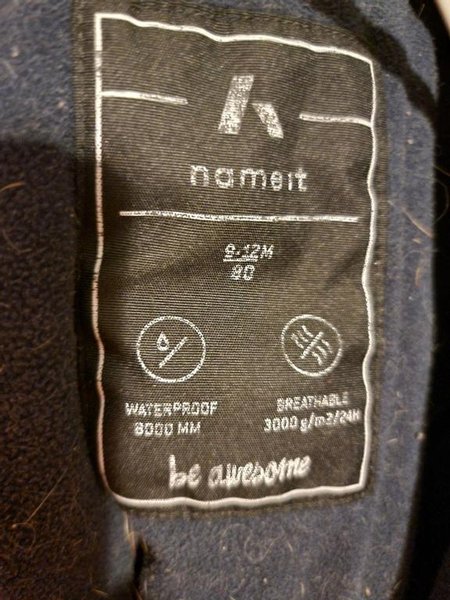 nameit
9-12M
80
WATERPROOF
8000 MM
BREATHABLE
3000 g/m2/24H
be awesome